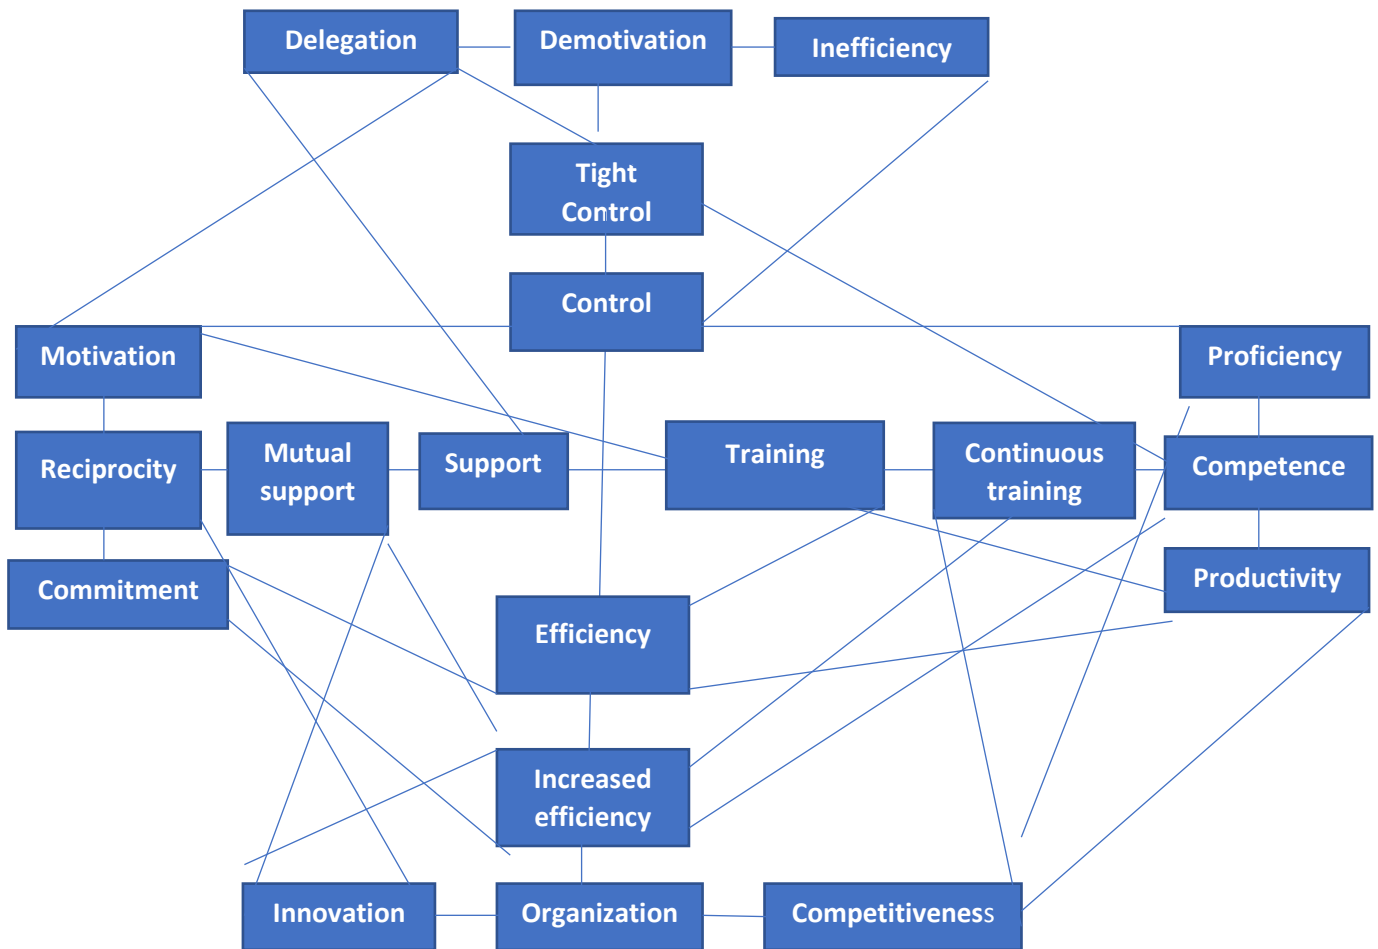 Delegation
Demotivation
Inefficiency
Tight
Control
Control
Motivation
Proficiency
Reciprocity
Mutual
support
Support
Training
Continuous
training
Competence
Commitment
Productivity
Efficiency
Increased
efficiency
Innovation
Organization
Competitiveness